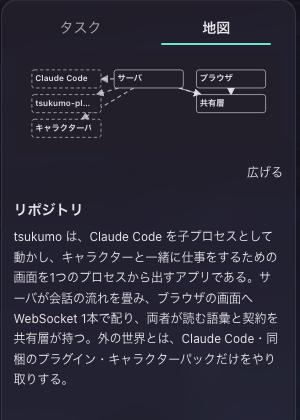 タスク
地図
Claude Code
サーバ
ブラウザ
tsukumo-pl...
共有層
キャラクターパ
広げる
リポジトリ
tsukumo は、Claude Code を子プロセスとして
動かし、キャラクターと一緒に仕事をするための
画面を1つのプロセスから出すアプリである。サ
ーバが会話の流れを畳み、ブラウザの画面へ
WebSocket 1本で配り、両者が読む語彙と契約を
共有層が持つ。外の世界とは、Claude Code・同
梱のプラグイン・キャラクターパックだけをやり
取りする。